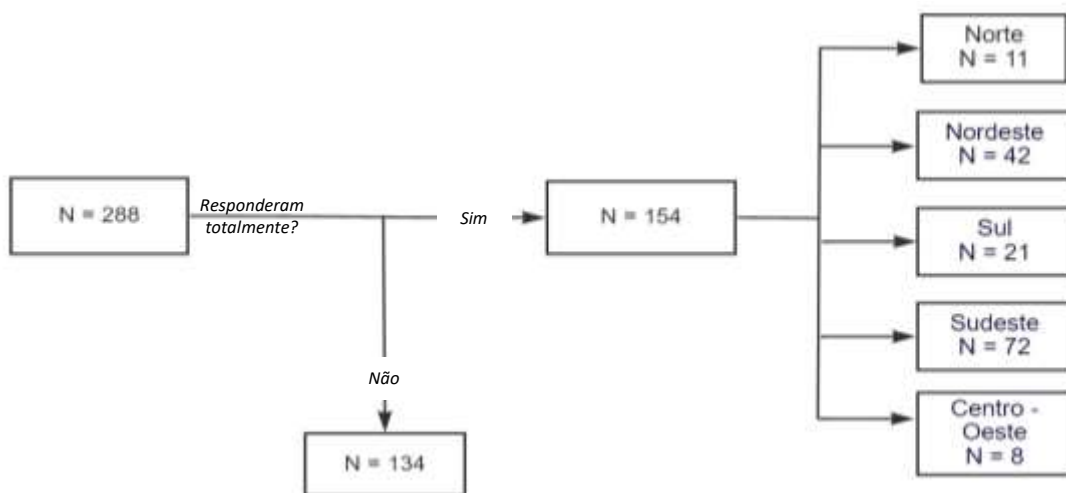 N = 288
Responderam
totalmente?
Sim
N = 154
Não
N = 134
Norte
N = 11
Nordeste
N = 42
Sul
N = 21
Sudeste
N = 72
Centro -
Oeste
N = 8